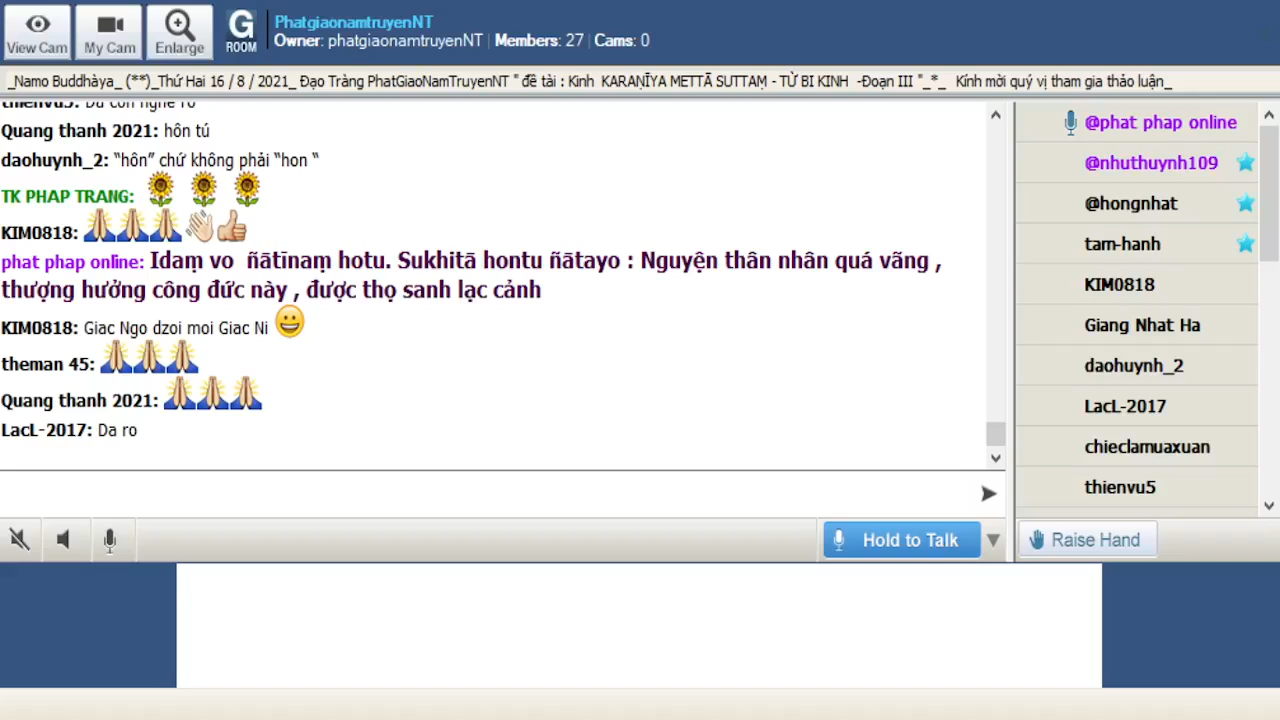 View Cam
My Cam
Enlarge
G
ROOM
PhatgiaonamtruyenNT
Owner: phatgiaonamtruyenNT | Members: 27 | Cams: 0
_Namo Buddhàya_ (**)_Thứ Hai 16 / 8 / 2021_ Đạo Tràng PhatGiaoNamTruyenNT " đề tài : Kinh KARAṆĪYA METTĀ SUTTAṂ - TỪ BI KINH -Đoạn III "_*_ Kính mời quý vị tham gia thảo luận_
thienvu5: Da con nghe ro
Quang thanh 2021: hôn tú
daohuynh_2: “hôn” chứ không phải “hon “
TK PHAP TRANG:
KIM0818:
phat phap online: Idaṃ vo ñātīnaṃ hotu. Sukhitā hontu ñātayo : Nguyện thân nhân quá vãng ,
thượng hưởng công đức này , được thọ sanh lạc cảnh
KIM0818: Giac Ngo dzoi moi Giac Ni
theman 45:
Quang thanh 2021:
LacL-2017: Da ro
@phat phap online
@nhuthuynh109
@hongnhat
tam-hanh
KIM0818
Giang Nhat Ha
daohuynh_2
LacL-2017
chieclamuaxuan
thienvu5
Hold to Talk
Raise Hand